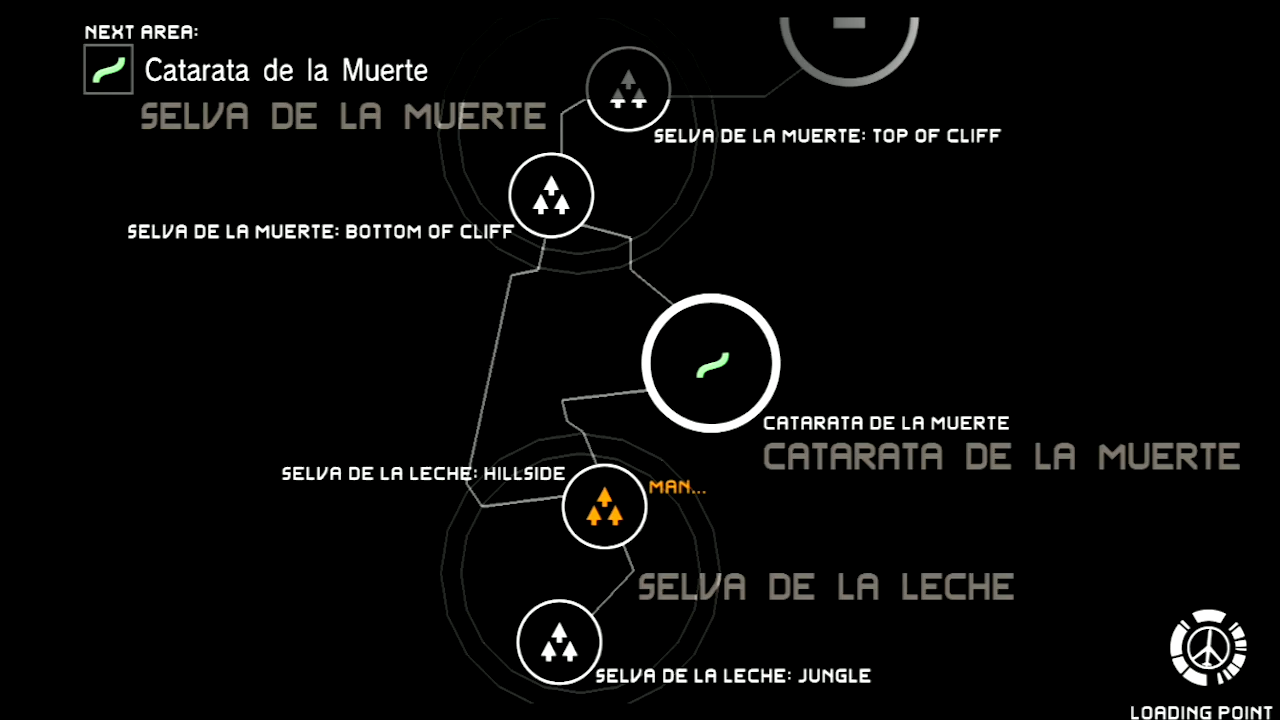 NEXT AREA:
Catarata de la Muerte
SELVA DE LA MUERTE
SELVA DE LA MUERTE: TOP OF CLIFF
SELVA DE LA MUERTE: BOTTOM OF CLIFF
CATARATA DE LA MUERTE
CATARATA DE LA MUERTE
SELVA DE LA LECHE: HILLSIDE
MAN...
SELVA DE LA LECHE
SELVA DE LA LECHE: JUNGLE
LOADING POINT